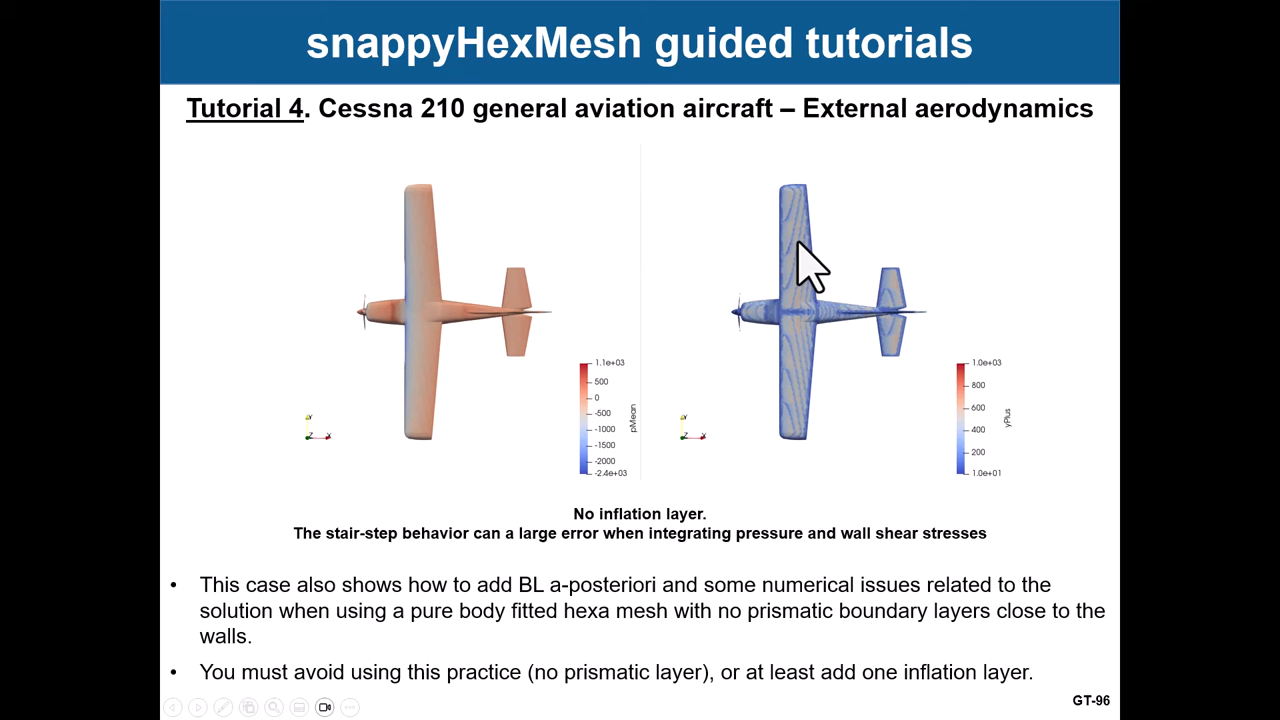 snappyHexMesh guided tutorials
Tutorial 4. Cessna 210 general aviation aircraft – External aerodynamics
1.1e+03
500
0
-500
-1000
-1500
-2000
-2.4e+03
pMean
Y
Z
X
1.0e+03
800
600
400
200
1.0e+01
yPlus
Y
Z
X
No inflation layer.
The stair-step behavior can a large error when integrating pressure and wall shear stresses
• This case also shows how to add BL a-posteriori and some numerical issues related to the
solution when using a pure body fitted hexa mesh with no prismatic boundary layers close to the
walls.
• You must avoid using this practice (no prismatic layer), or at least add one inflation layer.
GT-96